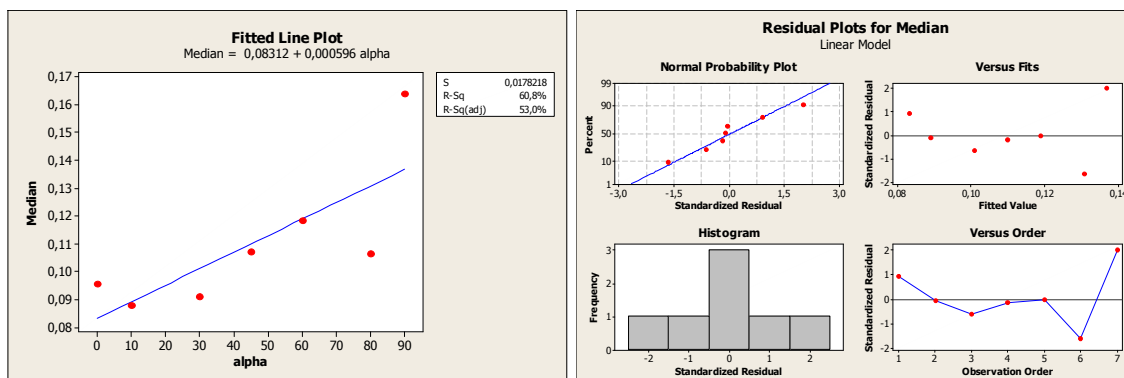 Fitted Line Plot
Median = 0,08312 + 0,000596 alpha
0,17
0,16
0,15
0,14
0,13
0,12
0,11
0,10
0,09
0,08
Median
0 10 20 30 40 50 60 70 80 90
alpha
S 0,0178218
R-Sq 60,8%
R-Sq(adj) 53,0%
Residual Plots for Median
Linear Model
Normal Probability Plot
99
90
50
10
1
Percent
-3,0 -1,5 0,0 1,5 3,0
Standardized Residual
Versus Fits
2
1
0
-1
-2
Standardized Residual
0,08 0,10 0,12 0,14
Fitted Value
Histogram
3
2
1
0
Frequency
-2 -1 0 1 2
Standardized Residual
Versus Order
2
1
0
-1
-2
Standardized Residual
1 2 3 4 5 6 7
Observation Order